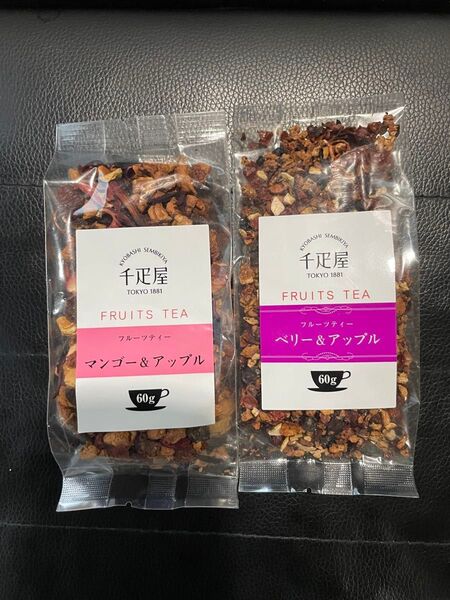 KYOBASHI SEMBIKIYA
千疋屋
TOKYO 1881
FRUITS TEA
フルーツティー
マンゴー&アップル
60g
KYOBASHI SEMBIKIYA
千疋屋
TOKYO 1881
FRUITS TEA
フルーツティー
ベリー&アップル
60g